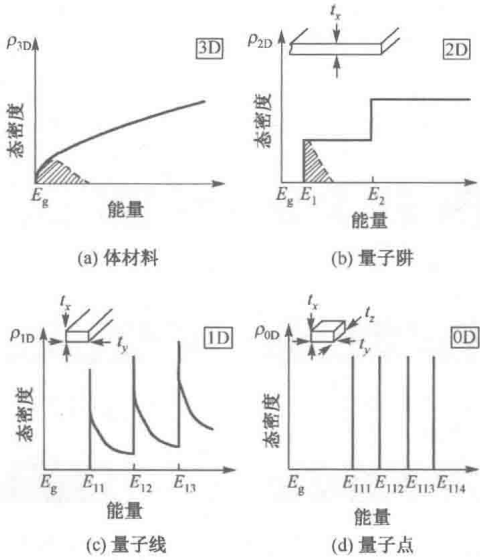 ρ3D
3D
态密度
Eg
能量
(a) 体材料
ρ2D
tx
2D
态密度
Eg E1 E2
能量
(b) 量子阱
ρ1D
tx
ty
1D
态密度
Eg E11 E12 E13
能量
(c) 量子线
ρ0D
tx
tz
ty
0D
态密度
Eg E111 E112 E113 E114
能量
(d) 量子点